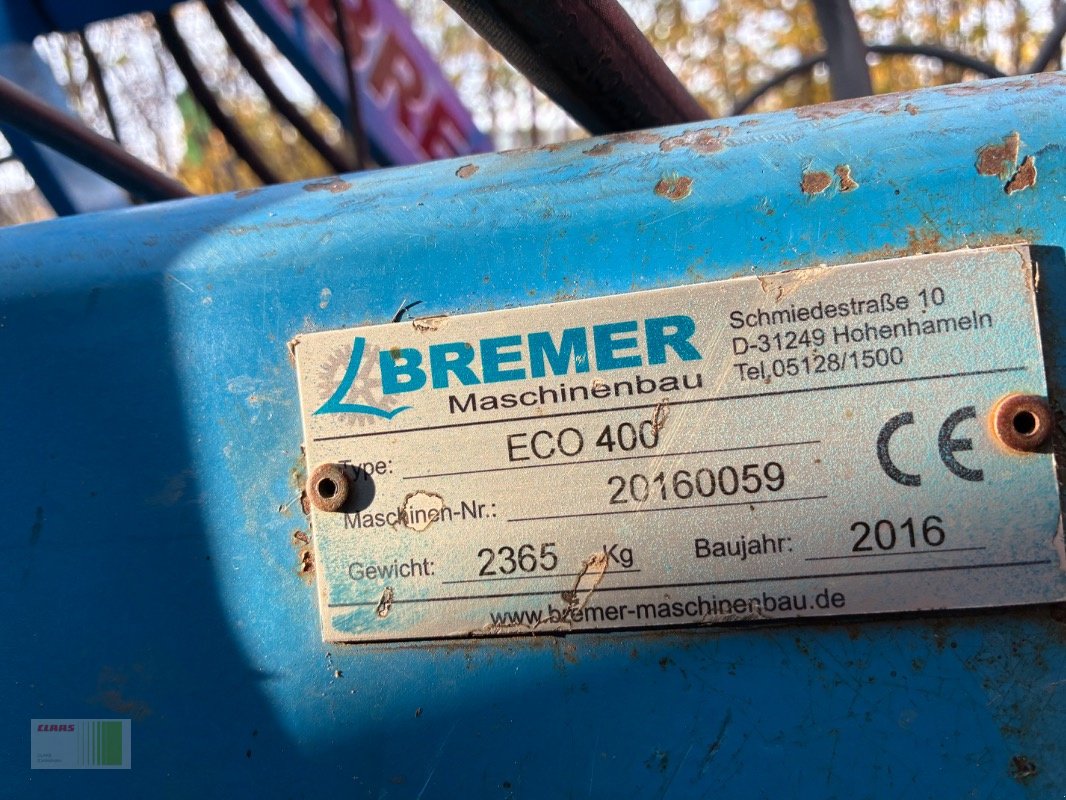 BRE
BREMER
Maschinenbau
Schmiedestraße 10
D-31249 Hohenhameln
Tel.05128/1500
Type: ECO 400
Maschinen-Nr.: 20160059
CE
Gewicht: 2365 Kg Baujahr: 2016
www.bremer-maschinenbau.de
CLAAS